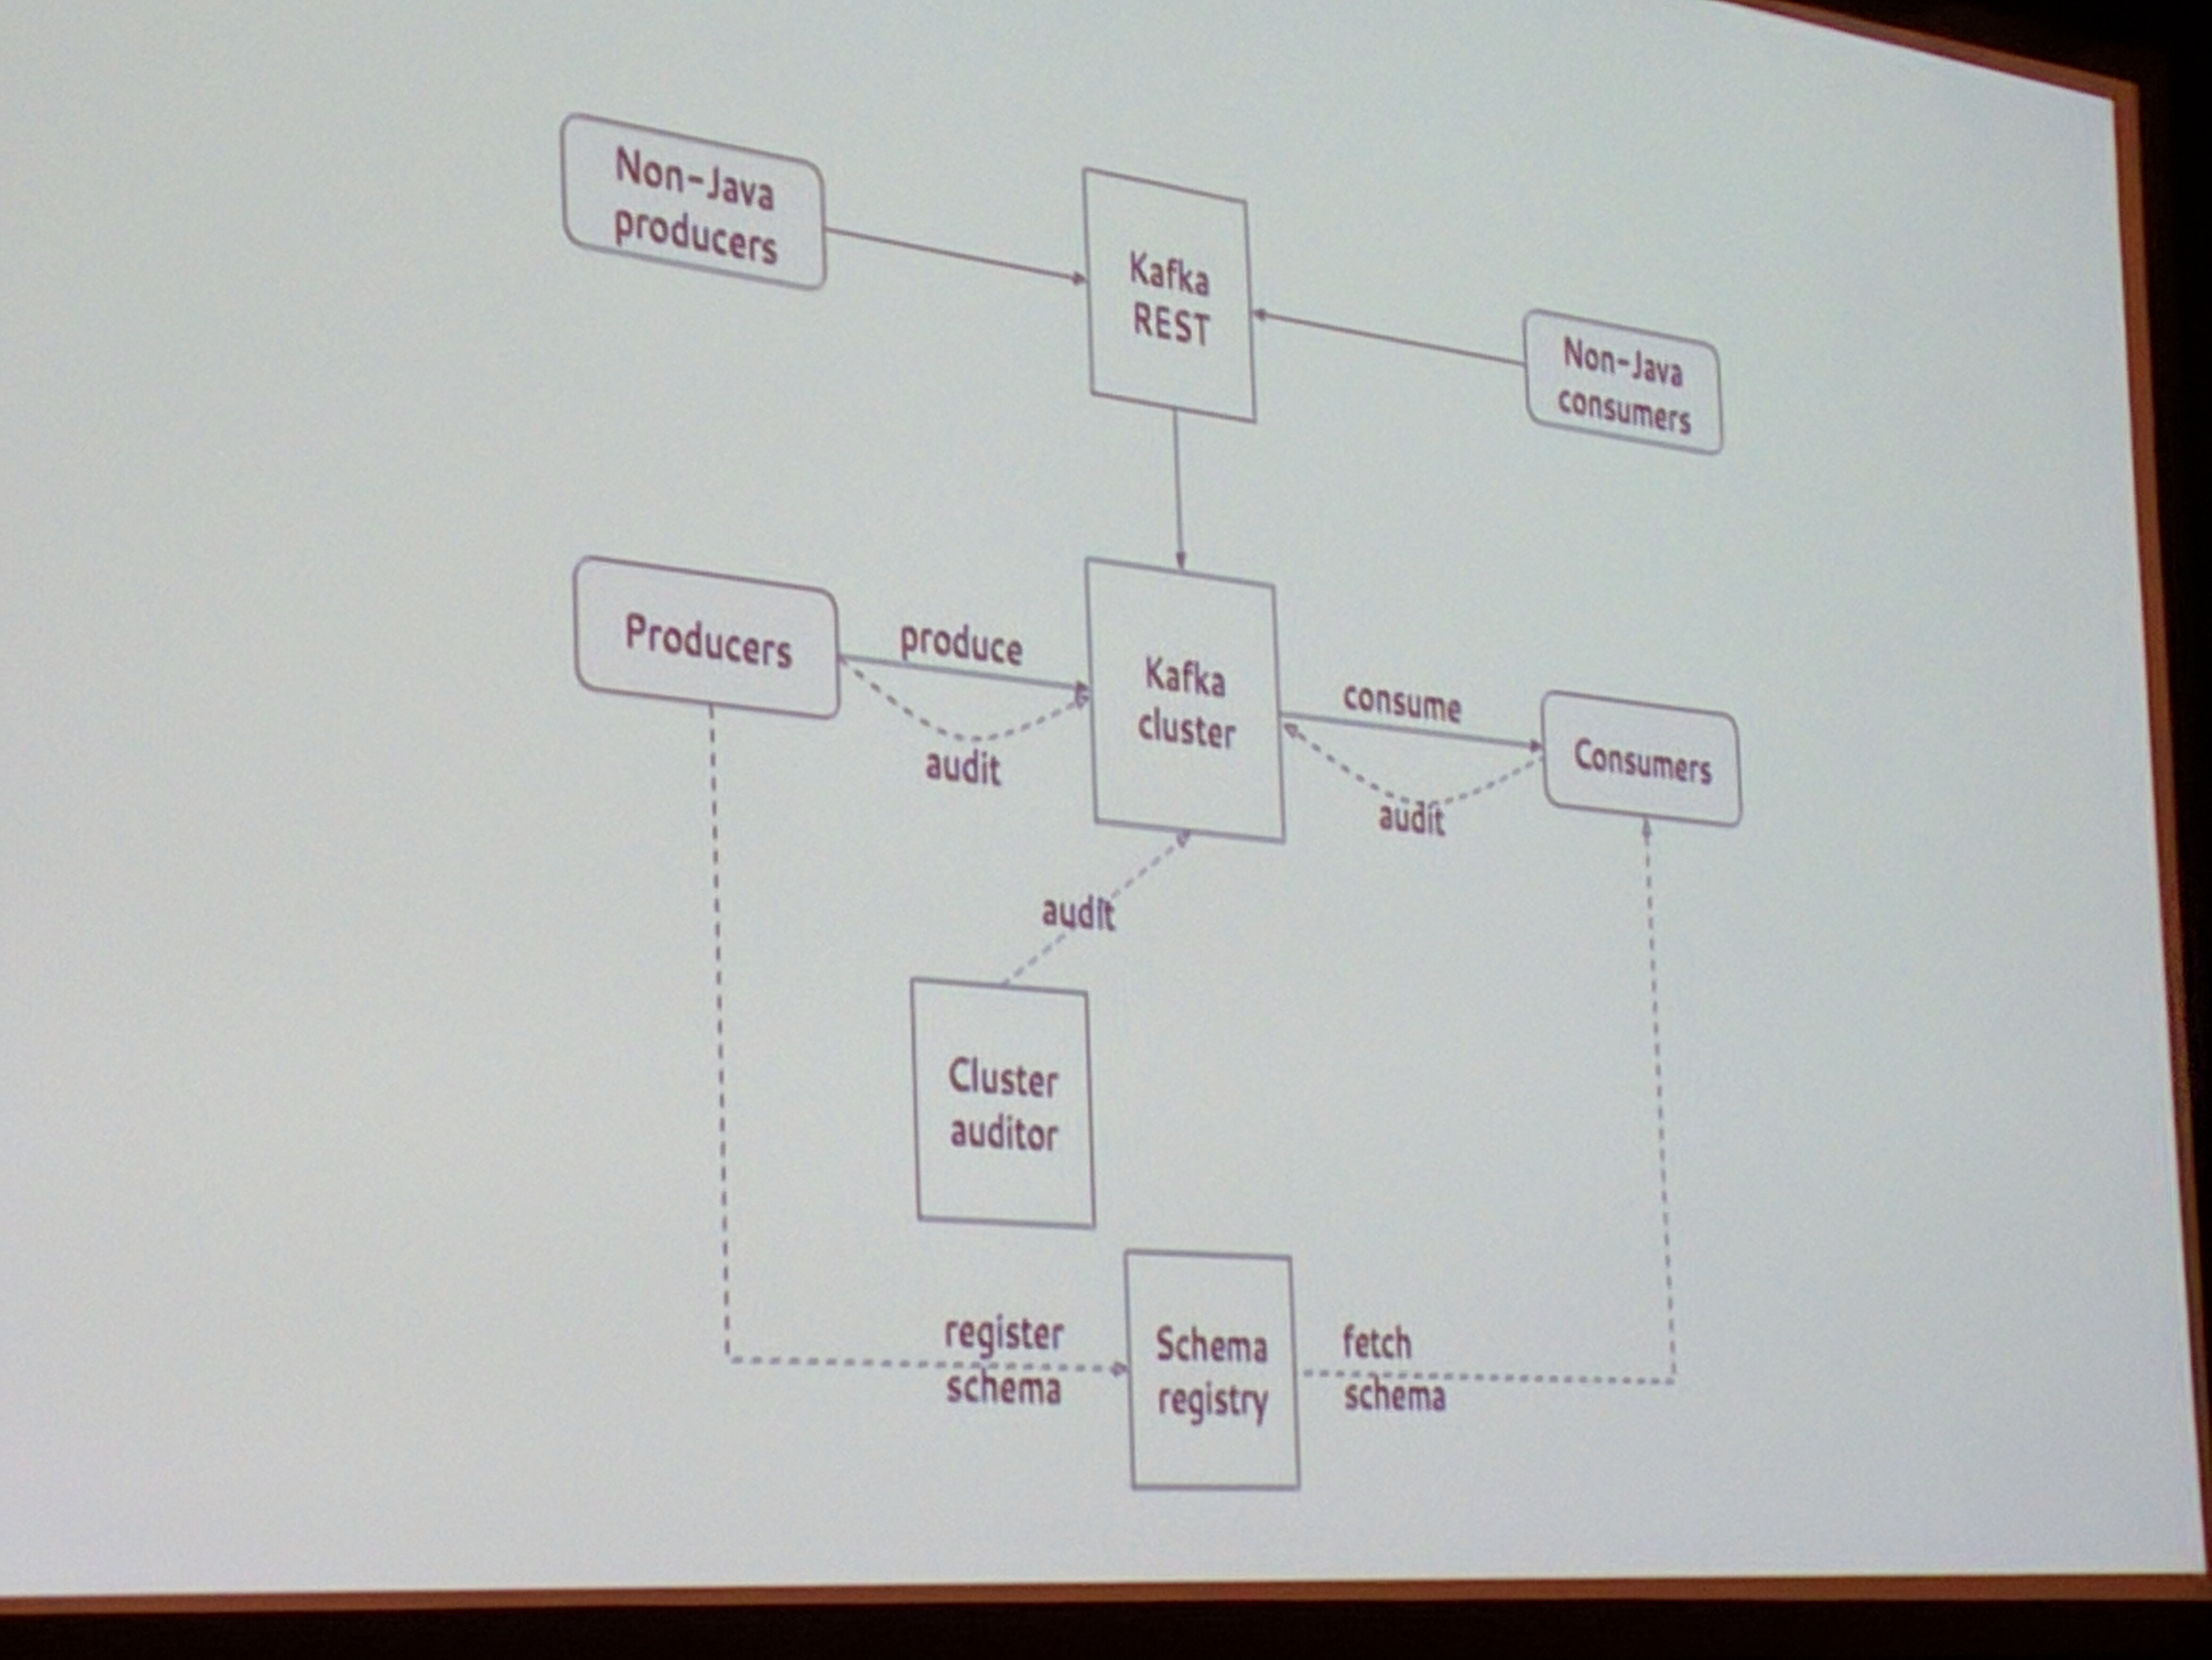 Non-Java
producers
Kafka
REST
Non-Java
consumers
Producers
produce
audit
Kafka
cluster
consume
audit
Consumers
audit
Cluster
auditor
register
schema
Schema
registry
fetch
schema